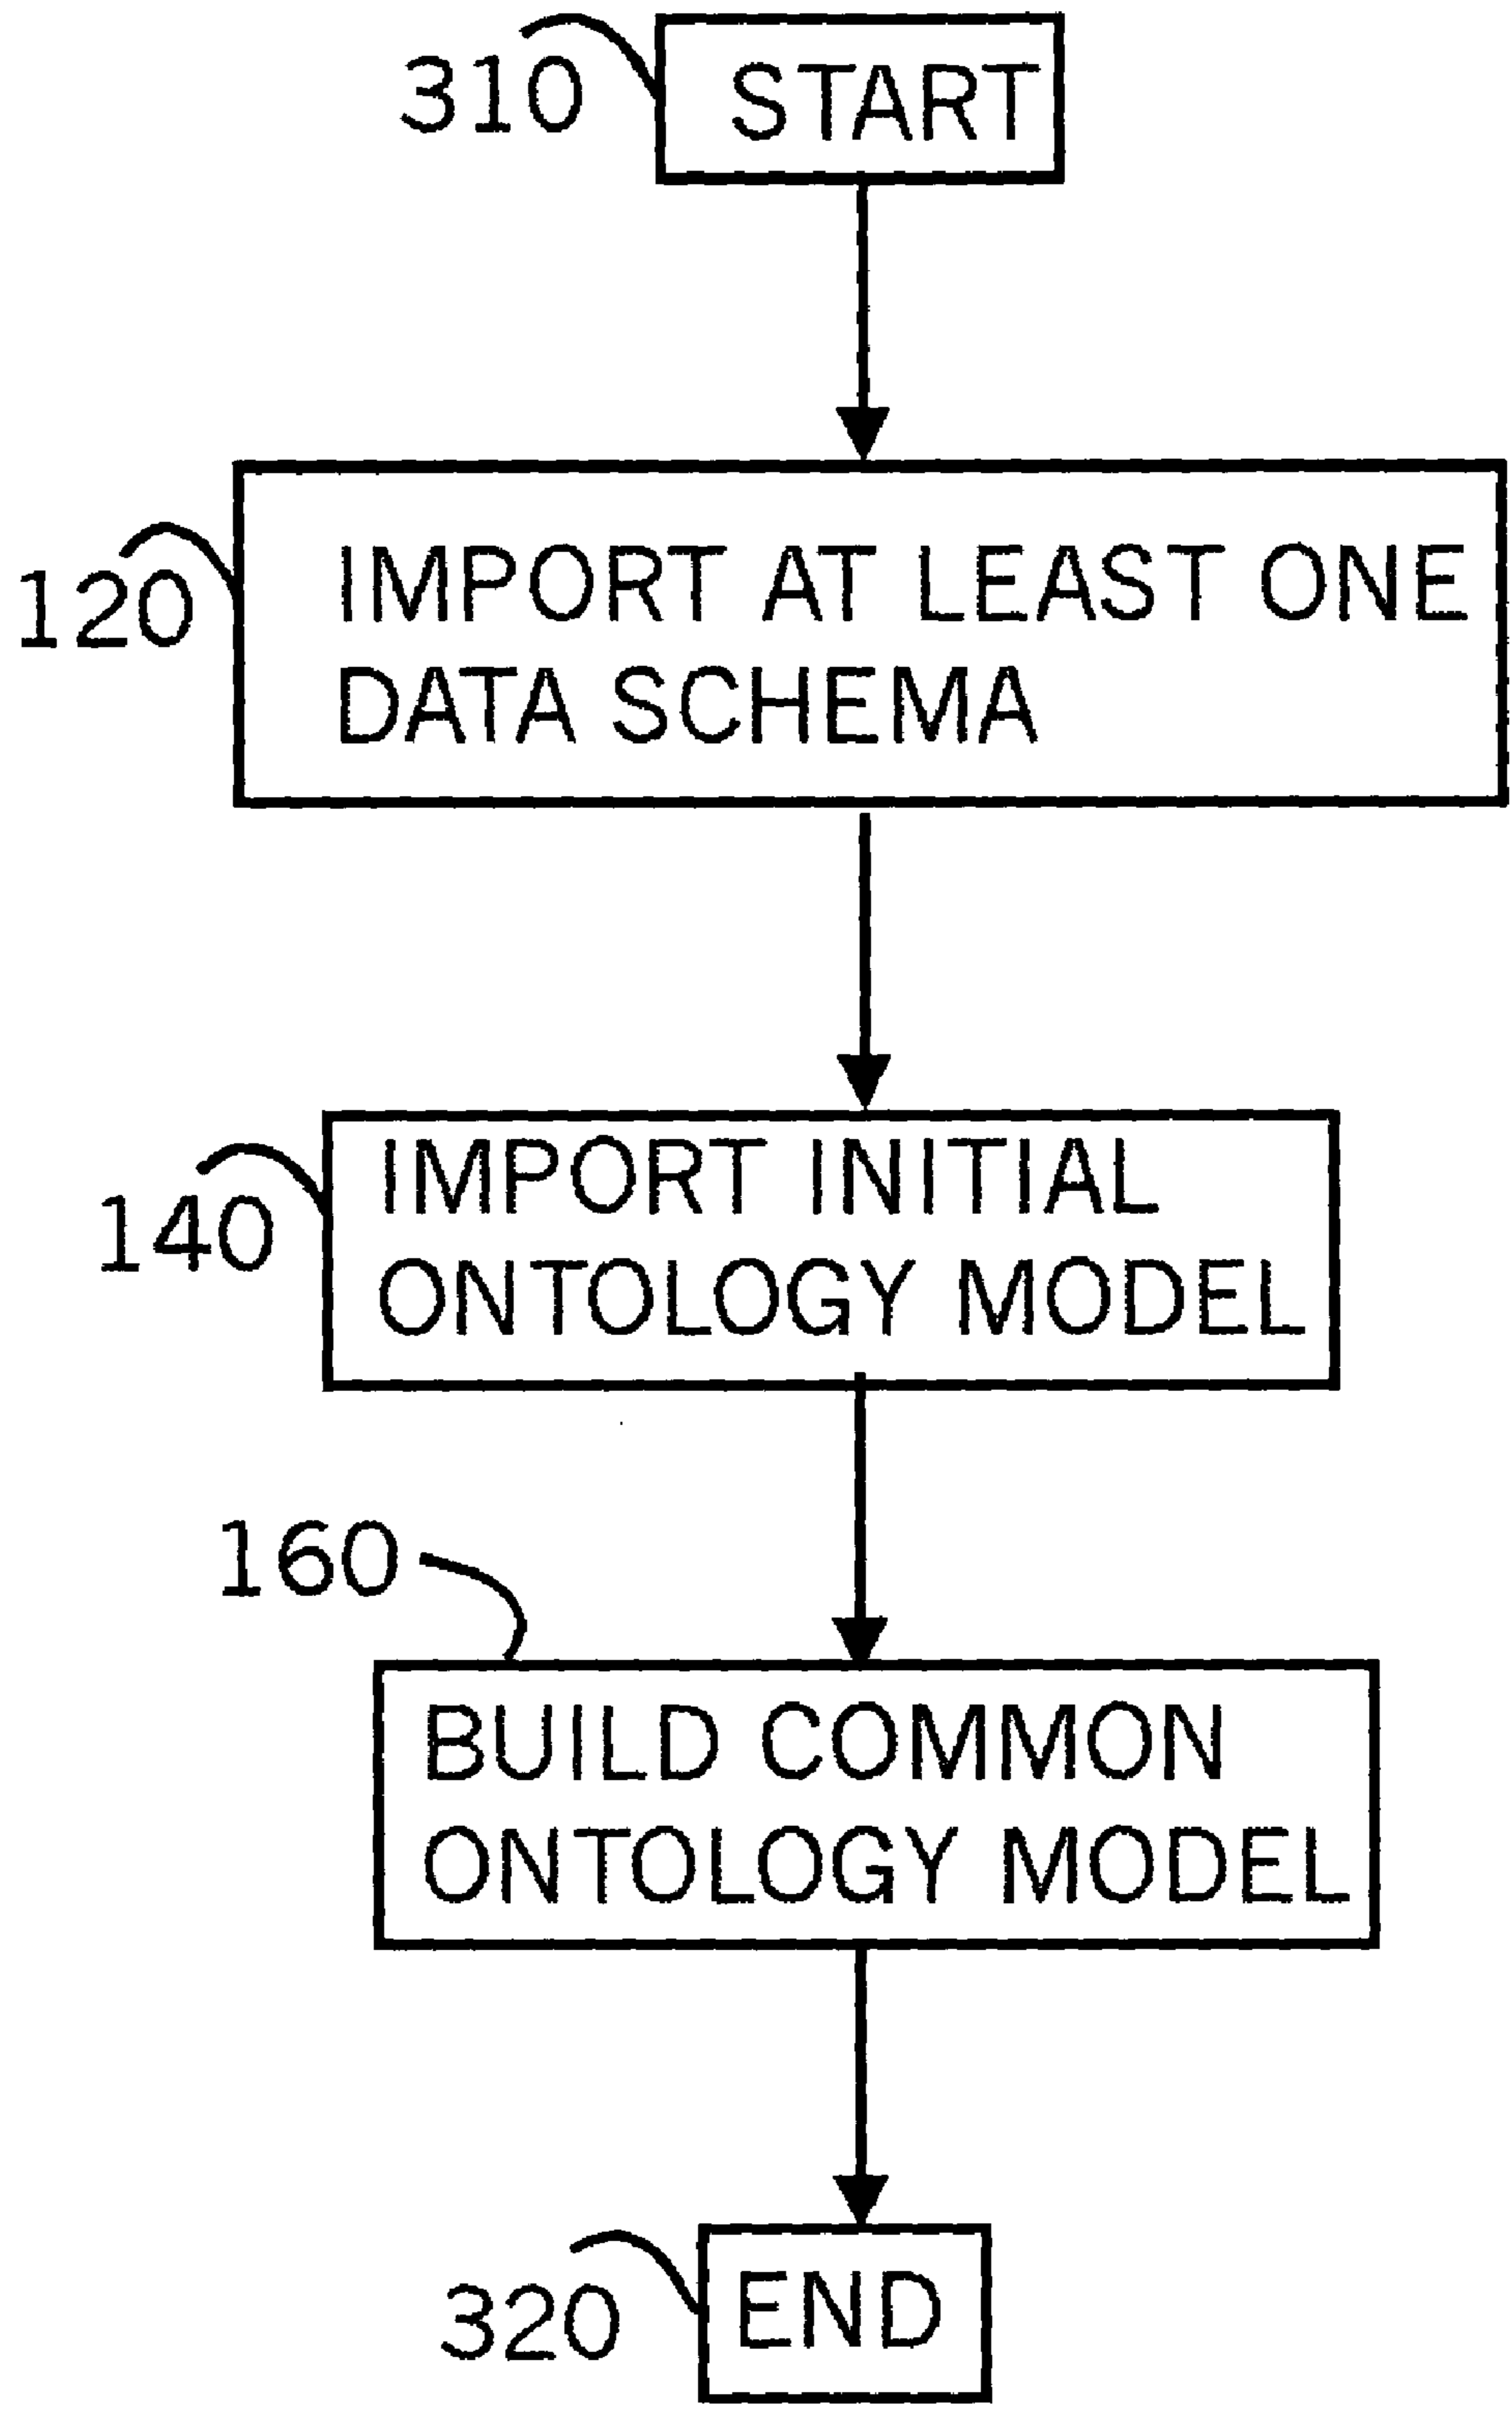 310
START
120
IMPORT AT LEAST ONE
DATA SCHEMA
140
IMPORT INITIAL
ONTOLOGY MODEL
160
BUILD COMMON
ONTOLOGY MODEL
320
END